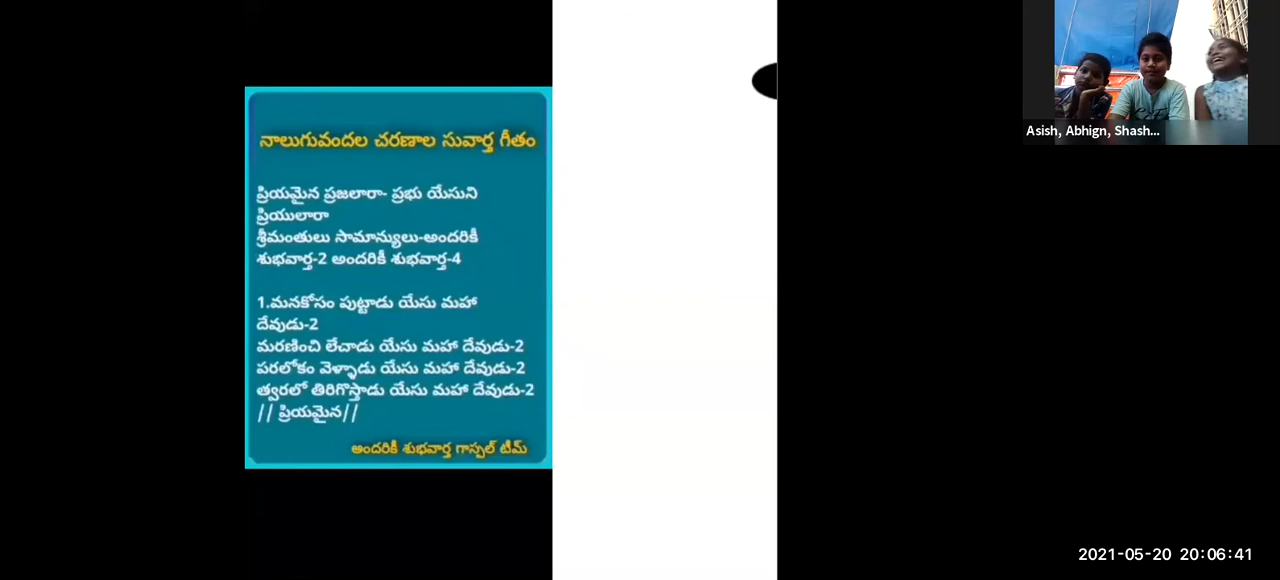 నాలుగువందల చరణాల సువార్త గీతం
ప్రియమైన ప్రజలారా- ప్రభు యేసుని
ప్రియులారా
శ్రీమంతులు సామాన్యులు-అందరికీ
శుభవార్త-2 అందరికీ శుభవార్త-4
1.మనకోసం పుట్టాడు యేసు మహా
దేవుడు-2
మరణించి లేచాడు యేసు మహా దేవుడు-2
పరలోకం వెళ్ళాడు యేసు మహా దేవుడు-2
త్వరలో తిరిగొస్తాడు యేసు మహా దేవుడు-2
// ప్రియమైన//
అందరికీ శుభవార్త గాస్పల్ టీమ్
Asish, Abhign, Shash...
2021-05-20 20:06:41